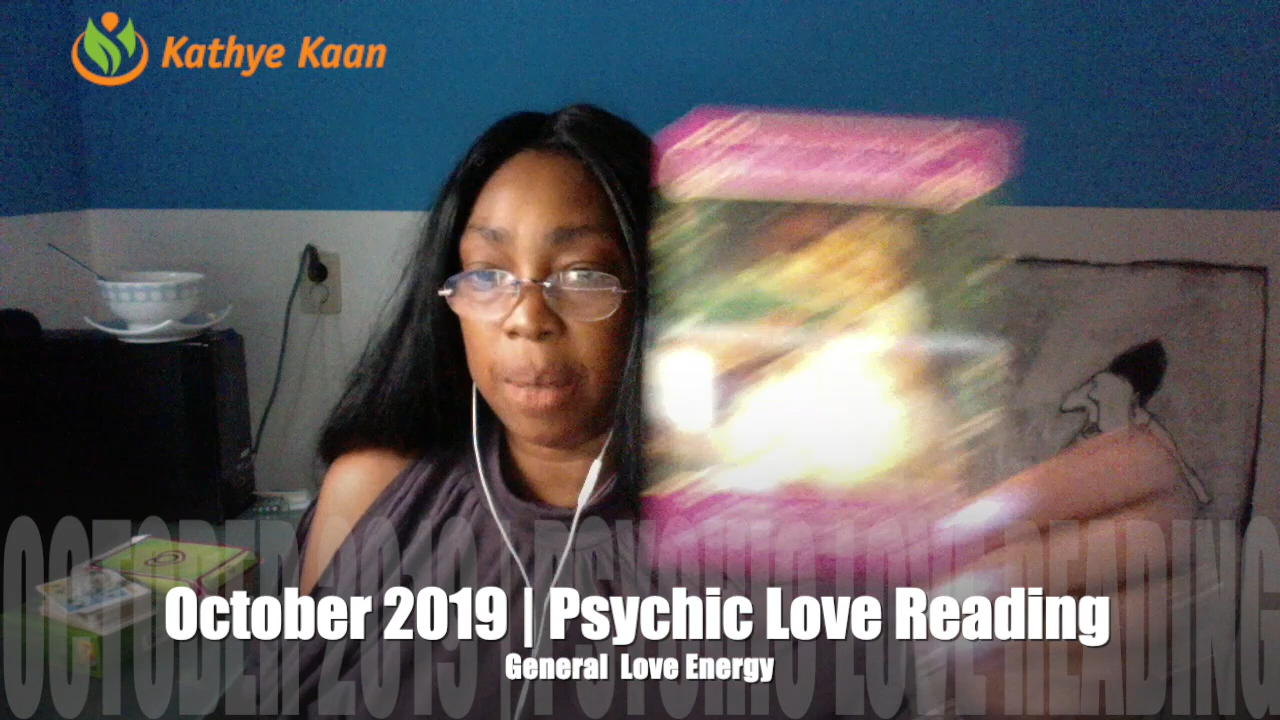 Kathye Kaan
OCTOBER 2019 | PSYCHIC LOVE READING
October 2019 | Psychic Love Reading
General Love Energy